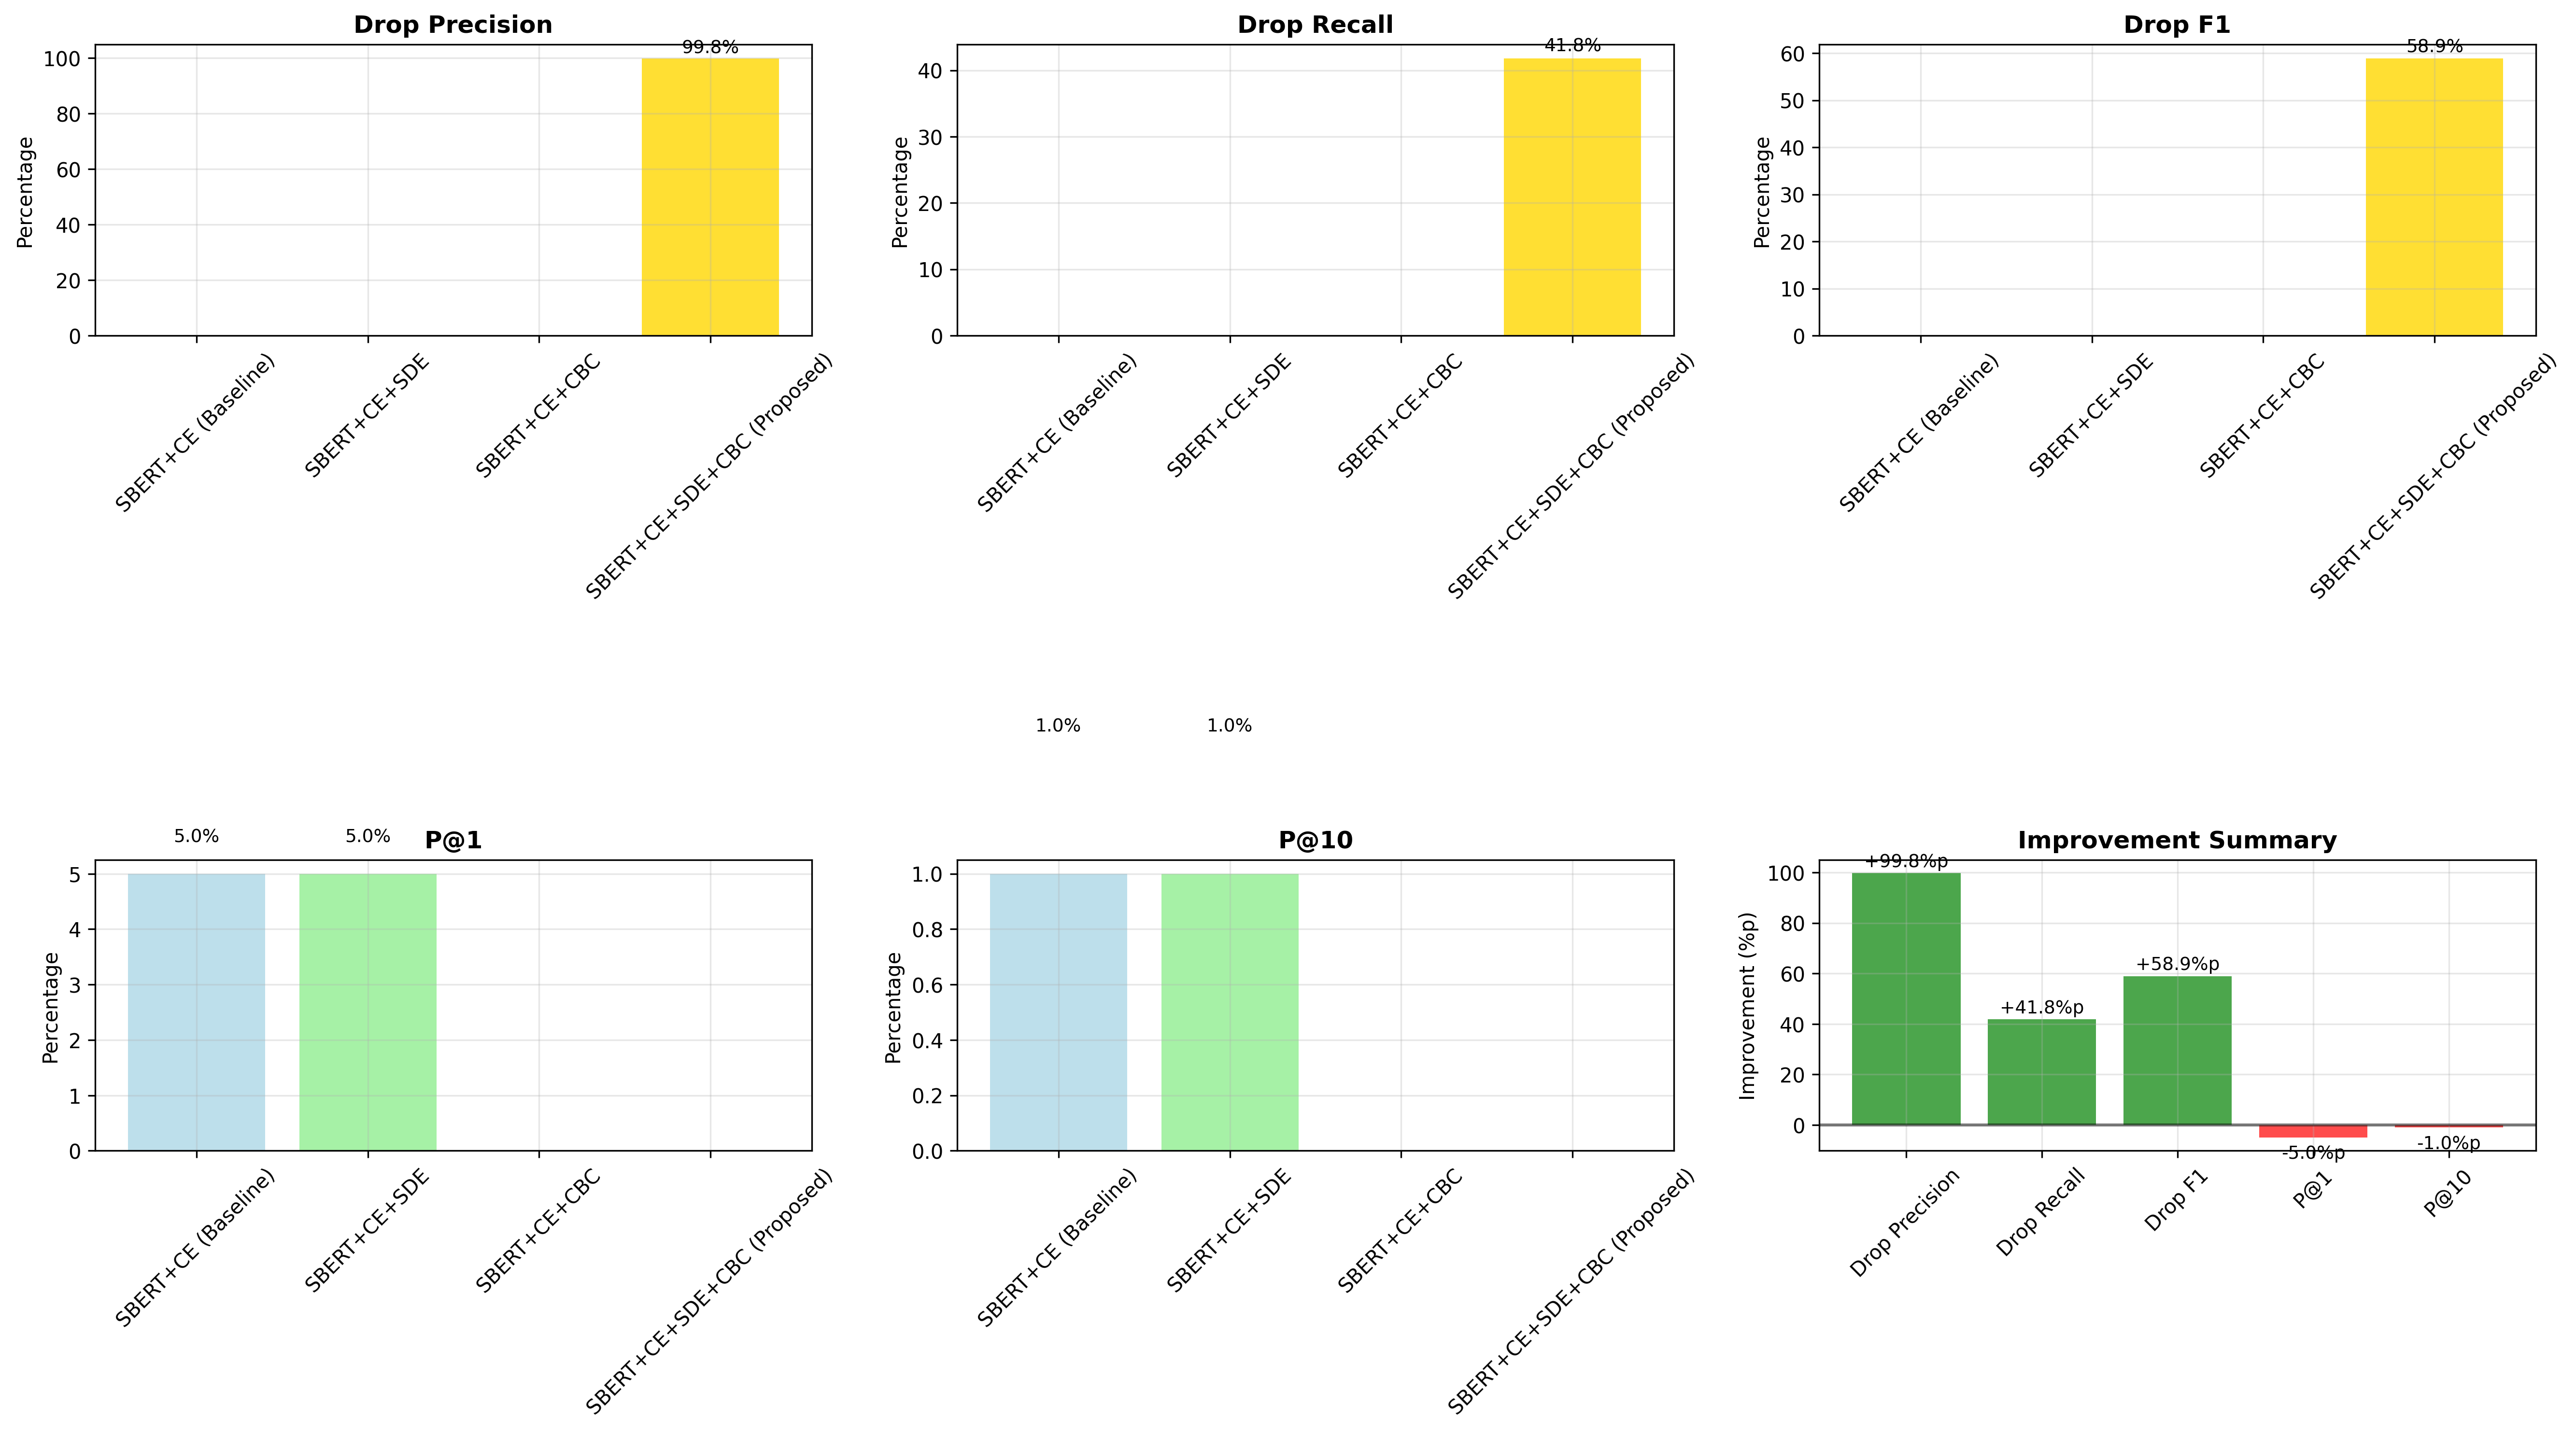 Drop Precision
99.8%
100
80
60
40
20
0
Percentage
SBERT+CE (Baseline)
SBERT+CE+SDE
SBERT+CE+CBC
SBERT+CE+SDE+CBC (Proposed)
Drop Recall
41.8%
40
30
20
10
0
Percentage
SBERT+CE (Baseline)
SBERT+CE+SDE
SBERT+CE+CBC
SBERT+CE+SDE+CBC (Proposed)
Drop F1
58.9%
60
50
40
30
20
10
0
Percentage
SBERT+CE (Baseline)
SBERT+CE+SDE
SBERT+CE+CBC
SBERT+CE+SDE+CBC (Proposed)
P@1
5.0%
5.0%
5
4
3
2
1
0
Percentage
SBERT+CE (Baseline)
SBERT+CE+SDE
SBERT+CE+CBC
SBERT+CE+SDE+CBC (Proposed)
1.0%
1.0%
P@10
1.0
0.8
0.6
0.4
0.2
0.0
Percentage
SBERT+CE (Baseline)
SBERT+CE+SDE
SBERT+CE+CBC
SBERT+CE+SDE+CBC (Proposed)
Improvement Summary
+99.8%p
+41.8%p
+58.9%p
-5.0%p
-1.0%p
100
80
60
40
20
0
Improvement (%p)
Drop Precision
Drop Recall
Drop F1
P@1
P@10